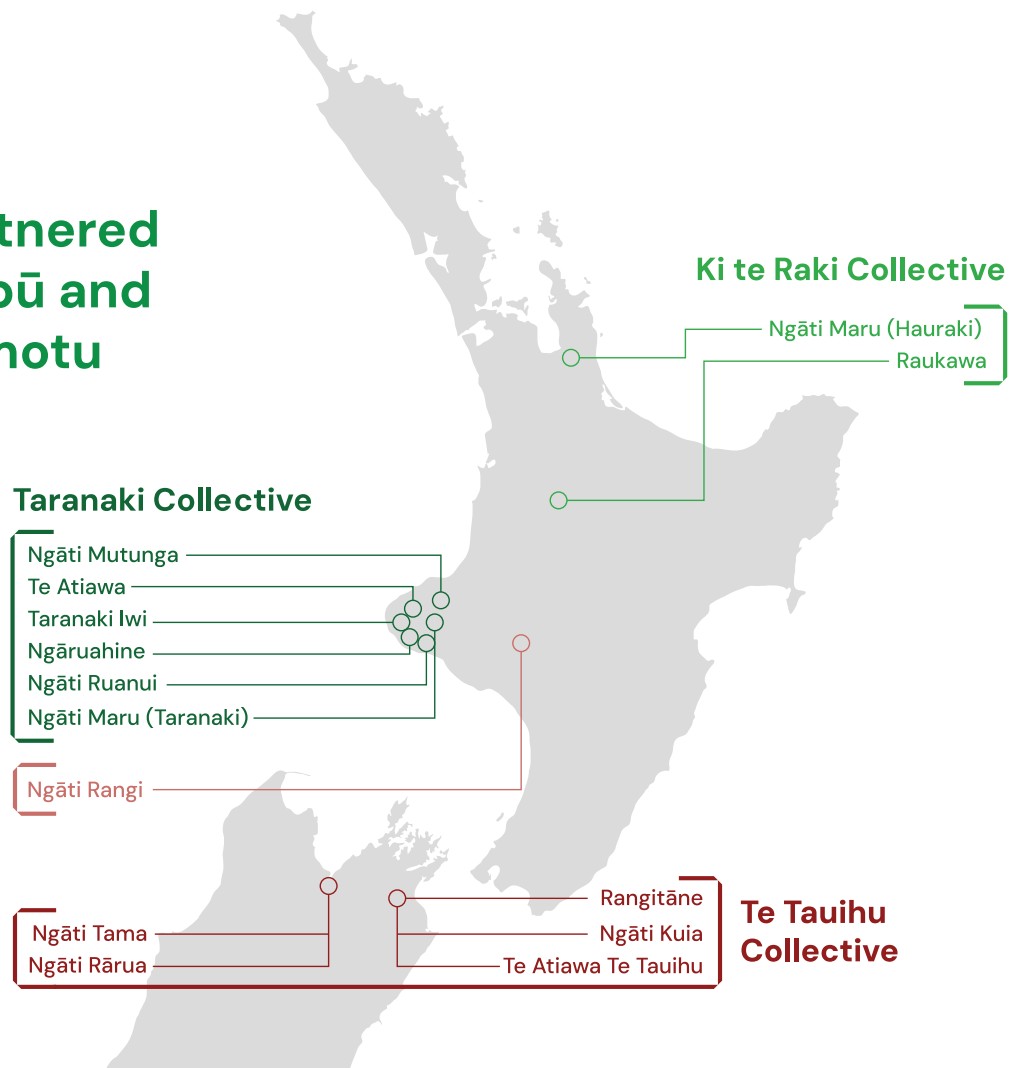 tnered
pū and
notu
Ki te Raki Collective
Ngāti Maru (Hauraki)
Raukawa
Taranaki Collective
Ngāti Mutunga
Te Atiawa
Taranaki Iwi
Ngāruahine
Ngāti Ruanui
Ngāti Maru (Taranaki)
Ngāti Rangi
Ngāti Tama
Ngāti Rārua
Rangitāne
Ngāti Kuia
Te Atiawa Te Tauihu
Te Tauihu
Collective